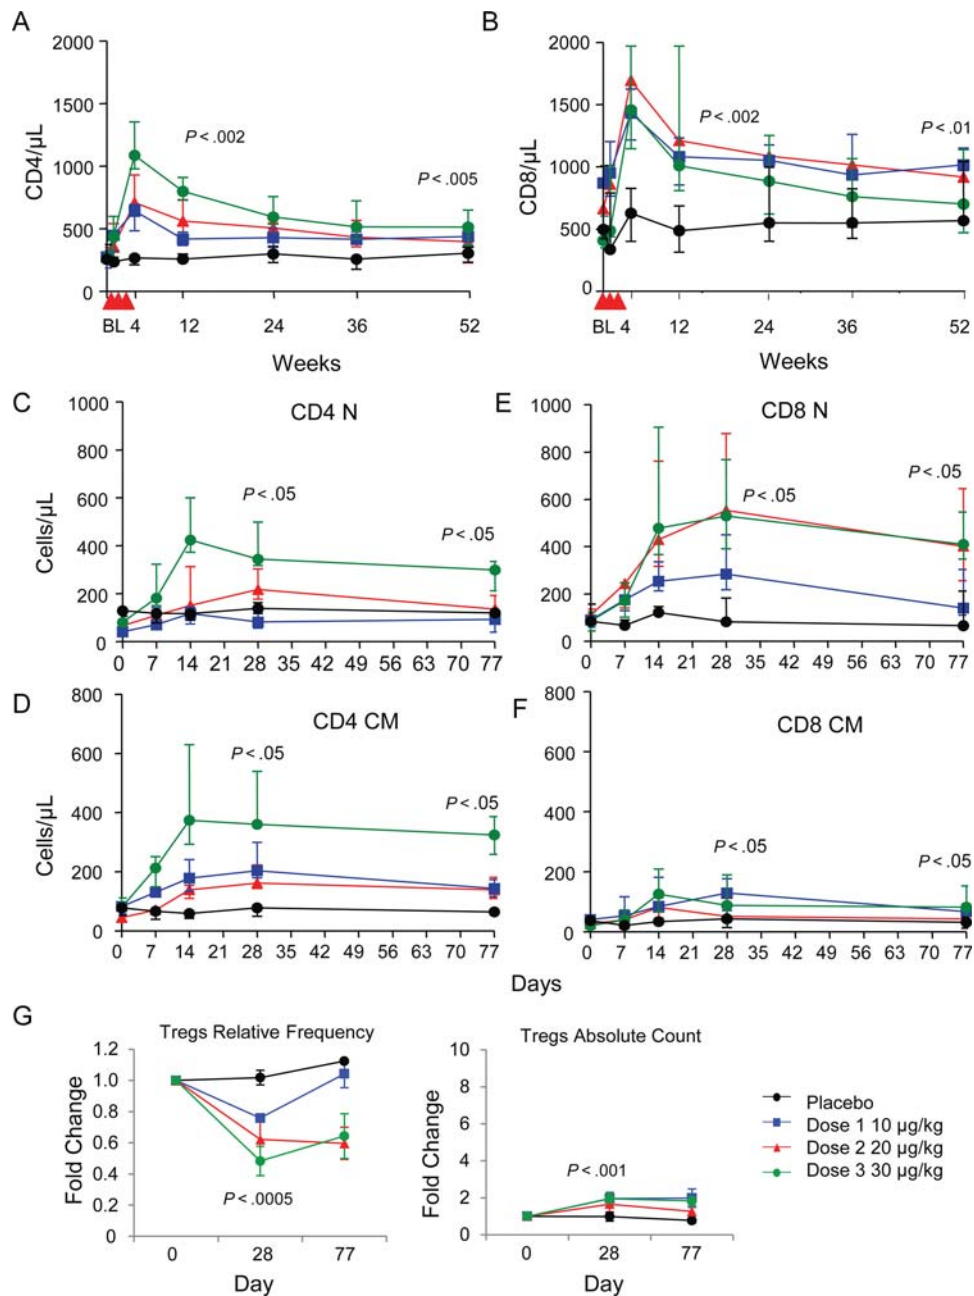 A
2000
1500
1000
500
0
CD4/µL
P < .002
P < .005
BL 4 12 24 36 52
Weeks
B
2000
1500
1000
500
0
CD8/µL
P < .002
P < .01
BL 4 12 24 36 52
Weeks
C
CD4 N
1000
800
600
400
200
0
Cells/µL
P < .05
P < .05
0 7 14 21 28 35 42 49 56 63 70 77
E
CD8 N
1000
800
600
400
200
0
P < .05
P < .05
0 7 14 21 28 35 42 49 56 63 70 77
D
CD4 CM
800
600
400
200
0
Cells/µL
P < .05
P < .05
0 7 14 21 28 35 42 49 56 63 70 77
F
CD8 CM
800
600
400
200
0
P < .05
P < .05
0 7 14 21 28 35 42 49 56 63 70 77
Days
G
Tregs Relative Frequency
1.2
1.0
0.8
0.6
0.4
0.2
0
Fold Change
P < .0005
0 28 77
Day
Tregs Absolute Count
10
8
6
4
2
0
Fold Change
P < .001
0 28 77
Day
Placebo
Dose 1 10 µg/kg
Dose 2 20 µg/kg
Dose 3 30 µg/kg